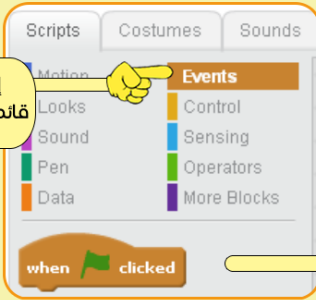 Scripts Costumes Sounds
Motion Events
Looks Control
Sound Sensing
Pen Operators
Data More Blocks
when clicked